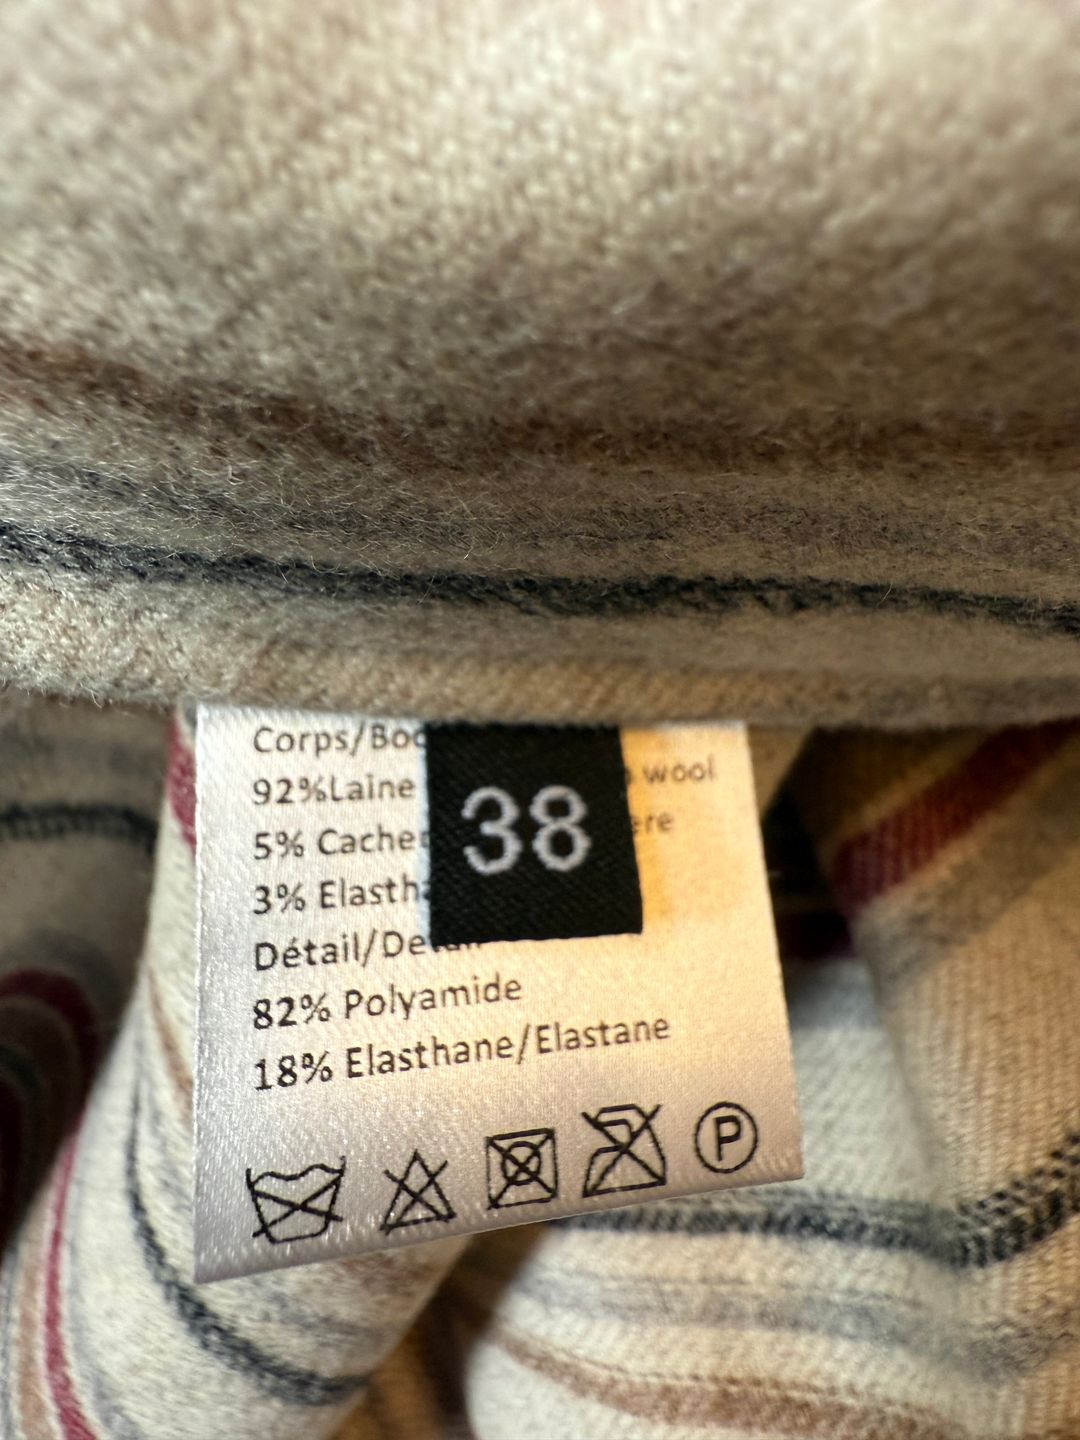 Corps/Bo
92%Laine wool
5% Cache ere
3% Elasth
38
Détail/De
82% Polyamide
18% Elasthane/Elastane
P